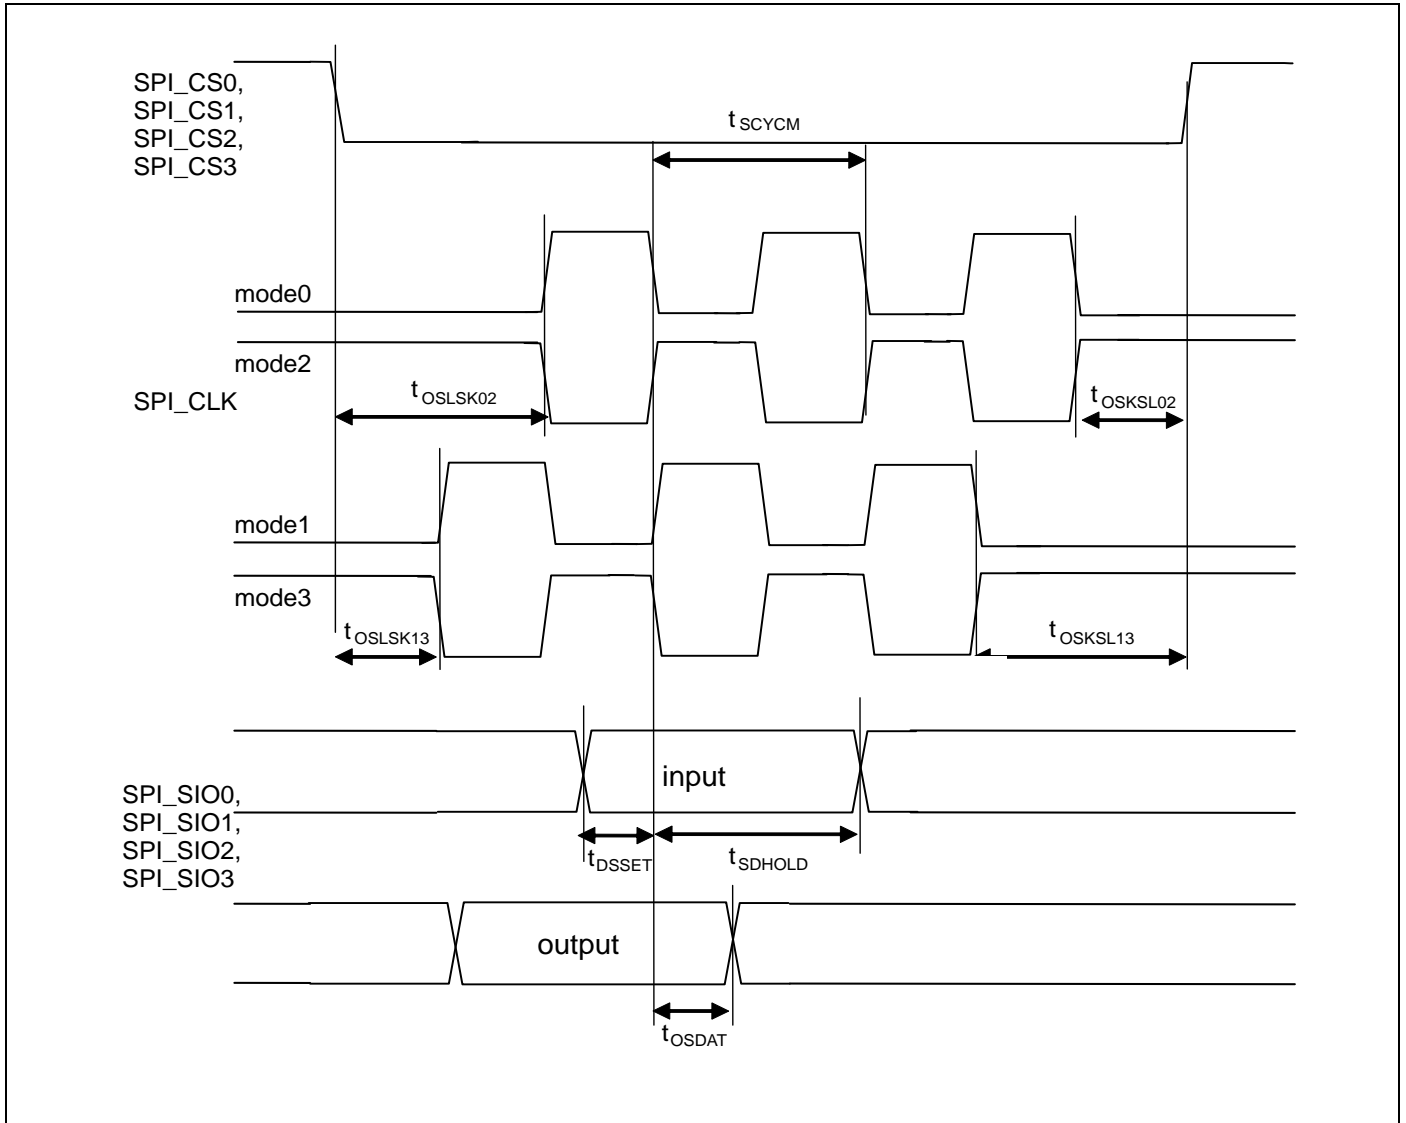 SPI_CS0,
SPI_CS1,
SPI_CS2,
SPI_CS3
t SCYCM
mode0
mode2
SPI_CLK
t OSLSK02
t OSKSL02
mode1
mode3
t OSLSK13
t OSKSL13
input
SPI_SIO0,
SPI_SIO1,
SPI_SIO2,
SPI_SIO3
t DSSET
t SDHOLD
output
t OSDAT